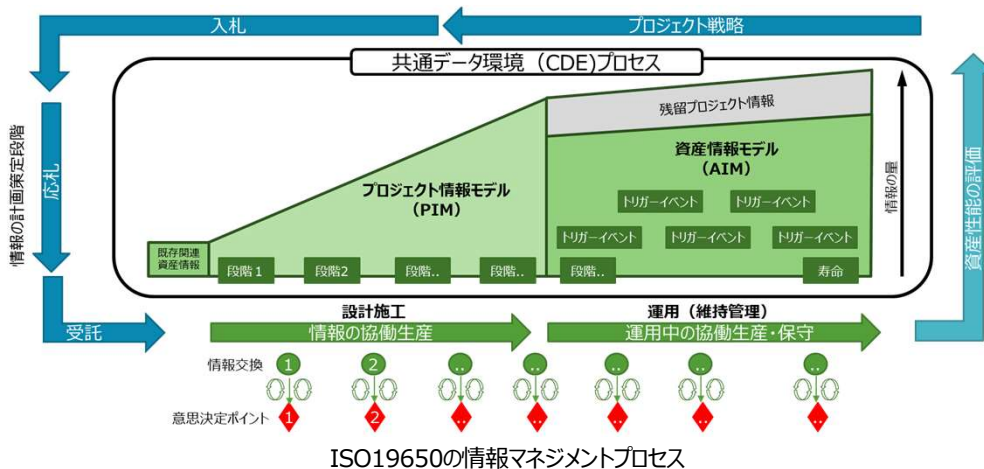 入札
プロジェクト戦略
共通データ環境（CDE)プロセス
残留プロジェクト情報
資産情報モデル
（AIM）
プロジェクト情報モデル
（PIM）
情報の量
情報の計画策定段階
応札
資産性能の評価
トリガーイベント
トリガーイベント
トリガーイベント
トリガーイベント
トリガーイベント
既存関連
資産情報
段階１
段階2
段階..
段階..
段階..
寿命
受託
設計施工
情報の協働生産
運用（維持管理）
運用中の協働生産・保守
情報交換
1
2
..
..
..
..
..
意思決定ポイント
1
2
..
..
..
..
..
ISO19650の情報マネジメントプロセス